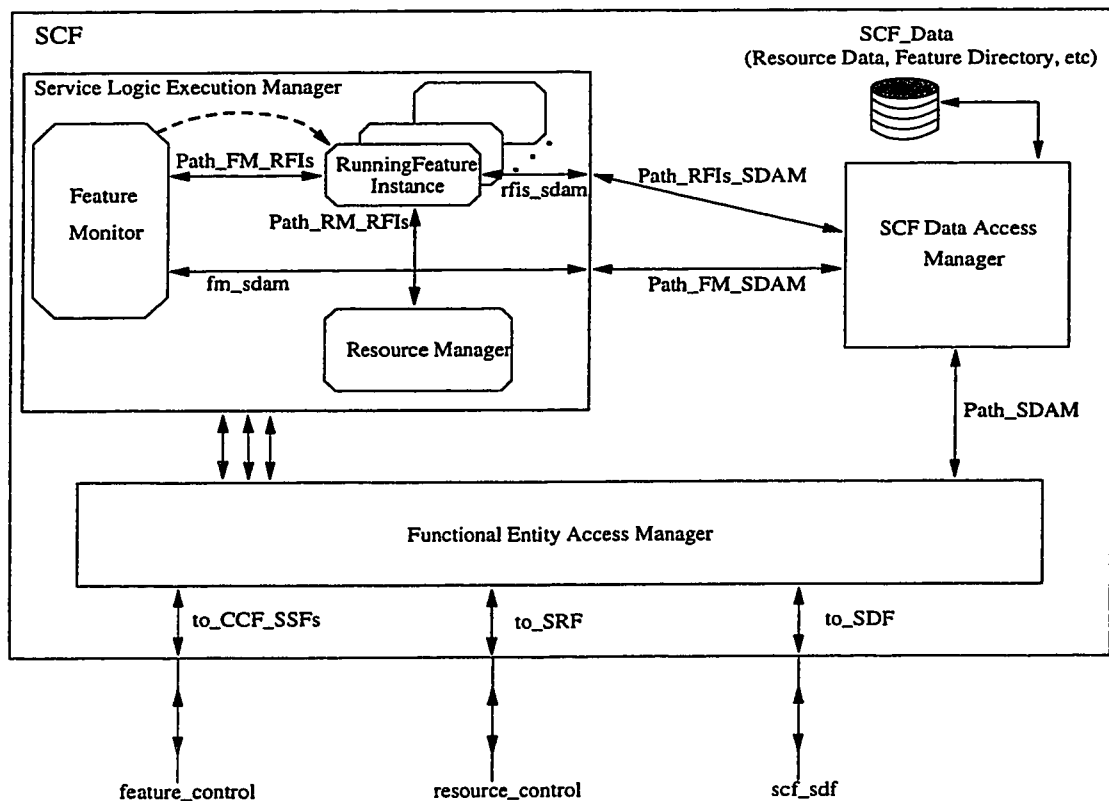 SCF
SCF_Data
(Resource Data, Feature Directory, etc)
Service Logic Execution Manager
Path_FM_RFIs
RunningFeature
Instance
rfis_sdam
Path_RFIs_SDAM
Feature
Monitor
Path_RM_RFIs
SCF Data Access
Manager
fm_sdam
Path_FM_SDAM
Resource Manager
Path_SDAM
Functional Entity Access Manager
to_CCF_SSFs
to_SRF
to_SDF
feature_control
resource_control
scf_sdf